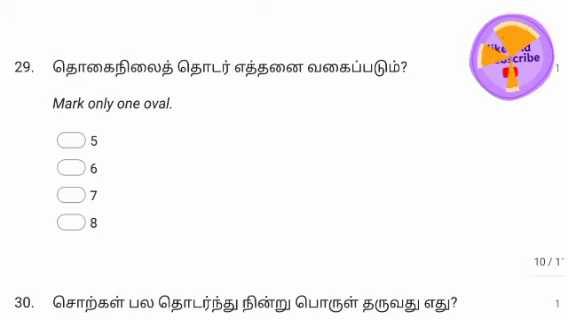 29. தொகைநிலைத் தொடர் எத்தனை வகைப்படும்?
1
Mark only one oval.
5
6
7
8
10 / 1
30. சொற்கள் பல தொடர்ந்து நின்று பொருள் தருவது எது?
1